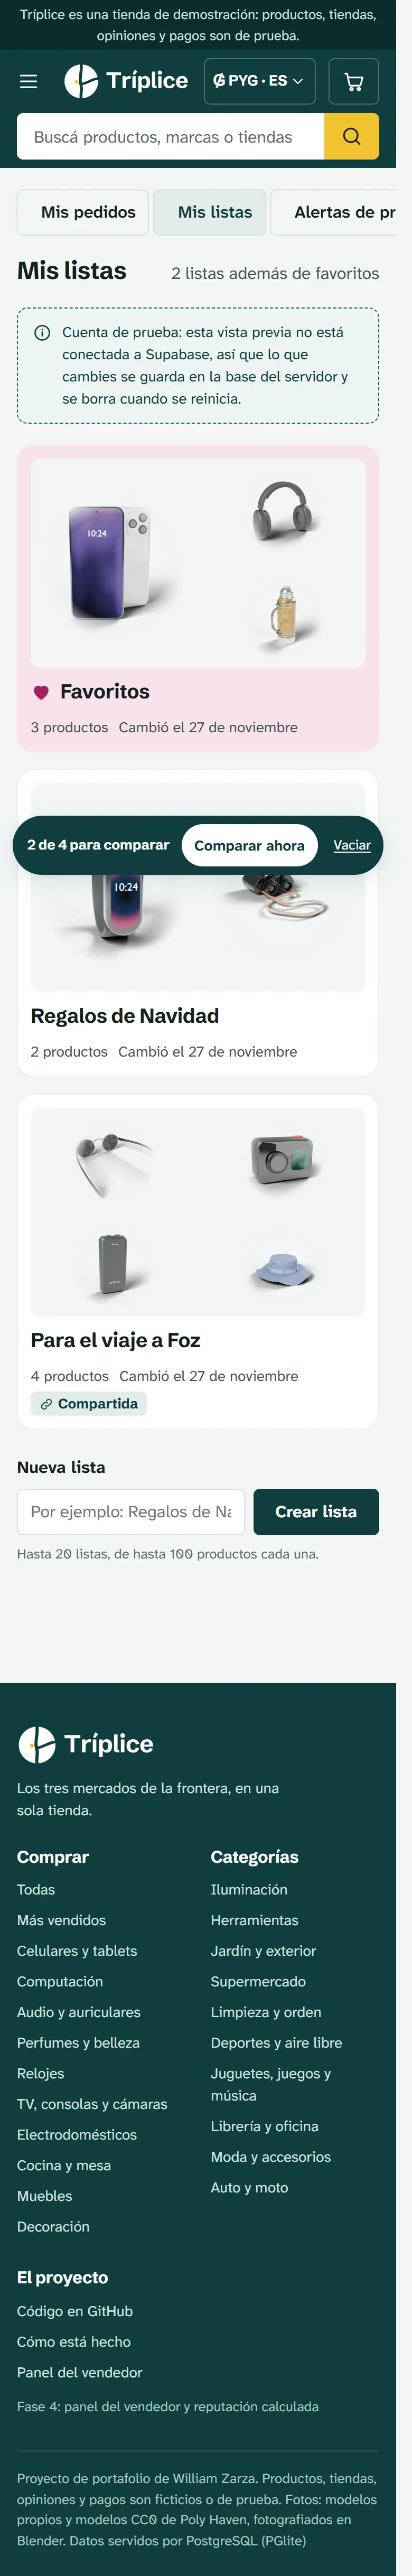 Tríplice es una tienda de demostración: productos, tiendas,
opiniones y pagos son de prueba.
Tríplice
₲ PYG · ES
Buscá productos, marcas o tiendas
Mis pedidos
Mis listas
Alertas de pr
Mis listas
2 listas además de favoritos
Cuenta de prueba: esta vista previa no está
conectada a Supabase, así que lo que
cambies se guarda en la base del servidor y
se borra cuando se reinicia.
10:24
Favoritos
3 productos Cambió el 27 de noviembre
2 de 4 para comparar
Comparar ahora
Vaciar
10:24
Regalos de Navidad
2 productos Cambió el 27 de noviembre
Para el viaje a Foz
4 productos Cambió el 27 de noviembre
Compartida
Nueva lista
Por ejemplo: Regalos de Na
Crear lista
Hasta 20 listas, de hasta 100 productos cada una.
Tríplice
Los tres mercados de la frontera, en una
sola tienda.
Comprar
Todas
Más vendidos
Celulares y tablets
Computación
Audio y auriculares
Perfumes y belleza
Relojes
TV, consolas y cámaras
Electrodomésticos
Cocina y mesa
Muebles
Decoración
Categorías
Iluminación
Herramientas
Jardín y exterior
Supermercado
Limpieza y orden
Deportes y aire libre
Juguetes, juegos y
música
Librería y oficina
Moda y accesorios
Auto y moto
El proyecto
Código en GitHub
Cómo está hecho
Panel del vendedor
Fase 4: panel del vendedor y reputación calculada
Proyecto de portafolio de William Zarza. Productos, tiendas,
opiniones y pagos son ficticios o de prueba. Fotos: modelos
propios y modelos CC0 de Poly Haven, fotografiados en
Blender. Datos servidos por PostgreSQL (PGlite)